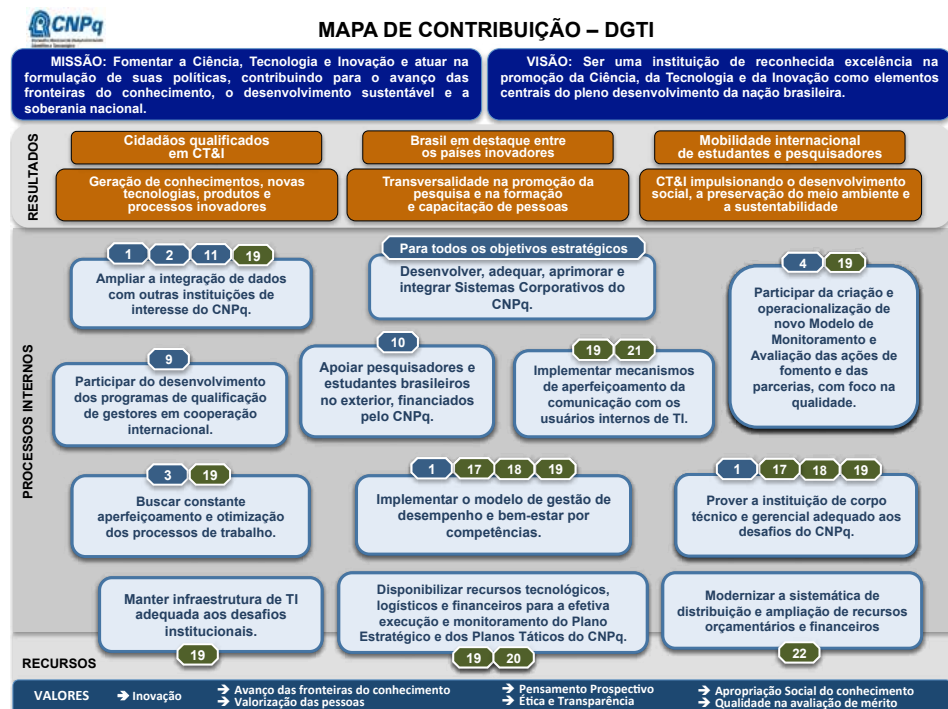 CNPq
MAPA DE CONTRIBUIÇÃO – DGTI
MISSÃO: Fomentar a Ciência, Tecnologia e Inovação e atuar na
formulação de suas políticas, contribuindo para o avanço das
fronteiras do conhecimento, o desenvolvimento sustentável e a
soberania nacional.
VISÃO: Ser uma instituição de reconhecida excelência na
promoção da Ciência, da Tecnologia e da Inovação como elementos
centrais do pleno desenvolvimento da nação brasileira.
RESULTADOS
Cidadãos qualificados
em CT&I
Brasil em destaque entre
os países inovadores
Mobilidade internacional
de estudantes e pesquisadores
Geração de conhecimentos, novas
tecnologias, produtos e
processos inovadores
Transversalidade na promoção da
pesquisa e na formação
e capacitação de pessoas
CT&I impulsionando o desenvolvimento
social, a preservação do meio ambiente e
a sustentabilidade
PROCESSOS INTERNOS
1 2 11 19
Ampliar a integração de dados
com outras instituições de
interesse do CNPq.
Para todos os objetivos estratégicos
Desenvolver, adequar, aprimorar e
integrar Sistemas Corporativos do
CNPq.
4 19
Participar da criação e
operacionalização de
novo Modelo de
Monitoramento e
Avaliação das ações de
fomento e das
parcerias, com foco na
qualidade.
9
Participar do desenvolvimento
dos programas de qualificação
de gestores em cooperação
internacional.
10
Apoiar pesquisadores e
estudantes brasileiros
no exterior, financiados
pelo CNPq.
19 21
Implementar mecanismos
de aperfeiçoamento da
comunicação com os
usuários internos de TI.
3 19
Buscar constante
aperfeiçoamento e otimização
dos processos de trabalho.
1 17 18 19
Implementar o modelo de gestão de
desempenho e bem-estar por
competências.
1 17 18 19
Prover a instituição de corpo
técnico e gerencial adequado aos
desafios do CNPq.
Manter infraestrutura de TI
adequada aos desafios
institucionais.
19
Disponibilizar recursos tecnológicos,
logísticos e financeiros para a efetiva
execução e monitoramento do Plano
Estratégico e dos Planos Táticos do CNPq.
19 20
Modernizar a sistemática de
distribuição e ampliação de recursos
orçamentários e financeiros
22
RECURSOS
VALORES
➔ Inovação
➔ Avanço das fronteiras do conhecimento
➔ Valorização das pessoas
➔ Pensamento Prospectivo
➔ Ética e Transparência
➔ Apropriação Social do conhecimento
➔ Qualidade na avaliação de mérito